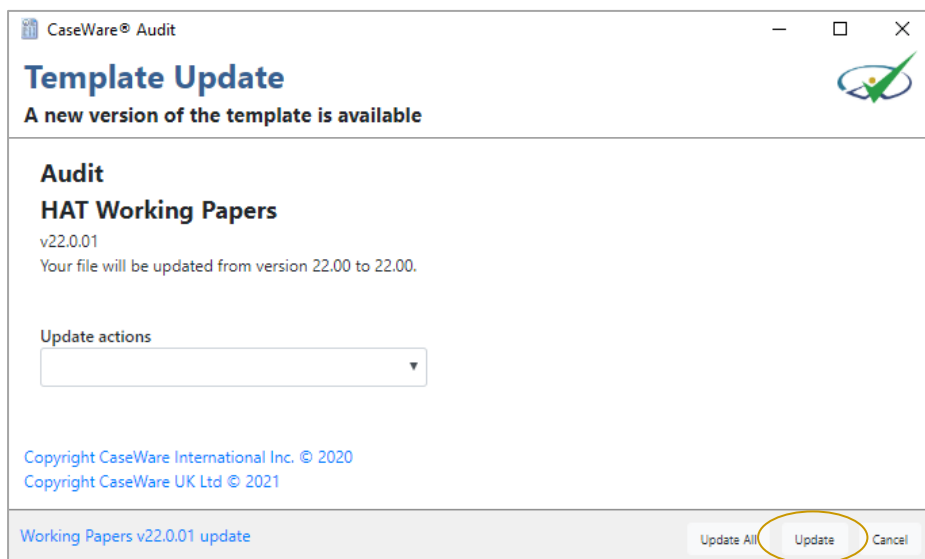 CaseWare® Audit
Template Update
A new version of the template is available
Audit
HAT Working Papers
v22.0.01
Your file will be updated from version 22.00 to 22.00.
Update actions
Copyright CaseWare International Inc. © 2020
Copyright CaseWare UK Ltd © 2021
Working Papers v22.0.01 update
Update All Update Cancel